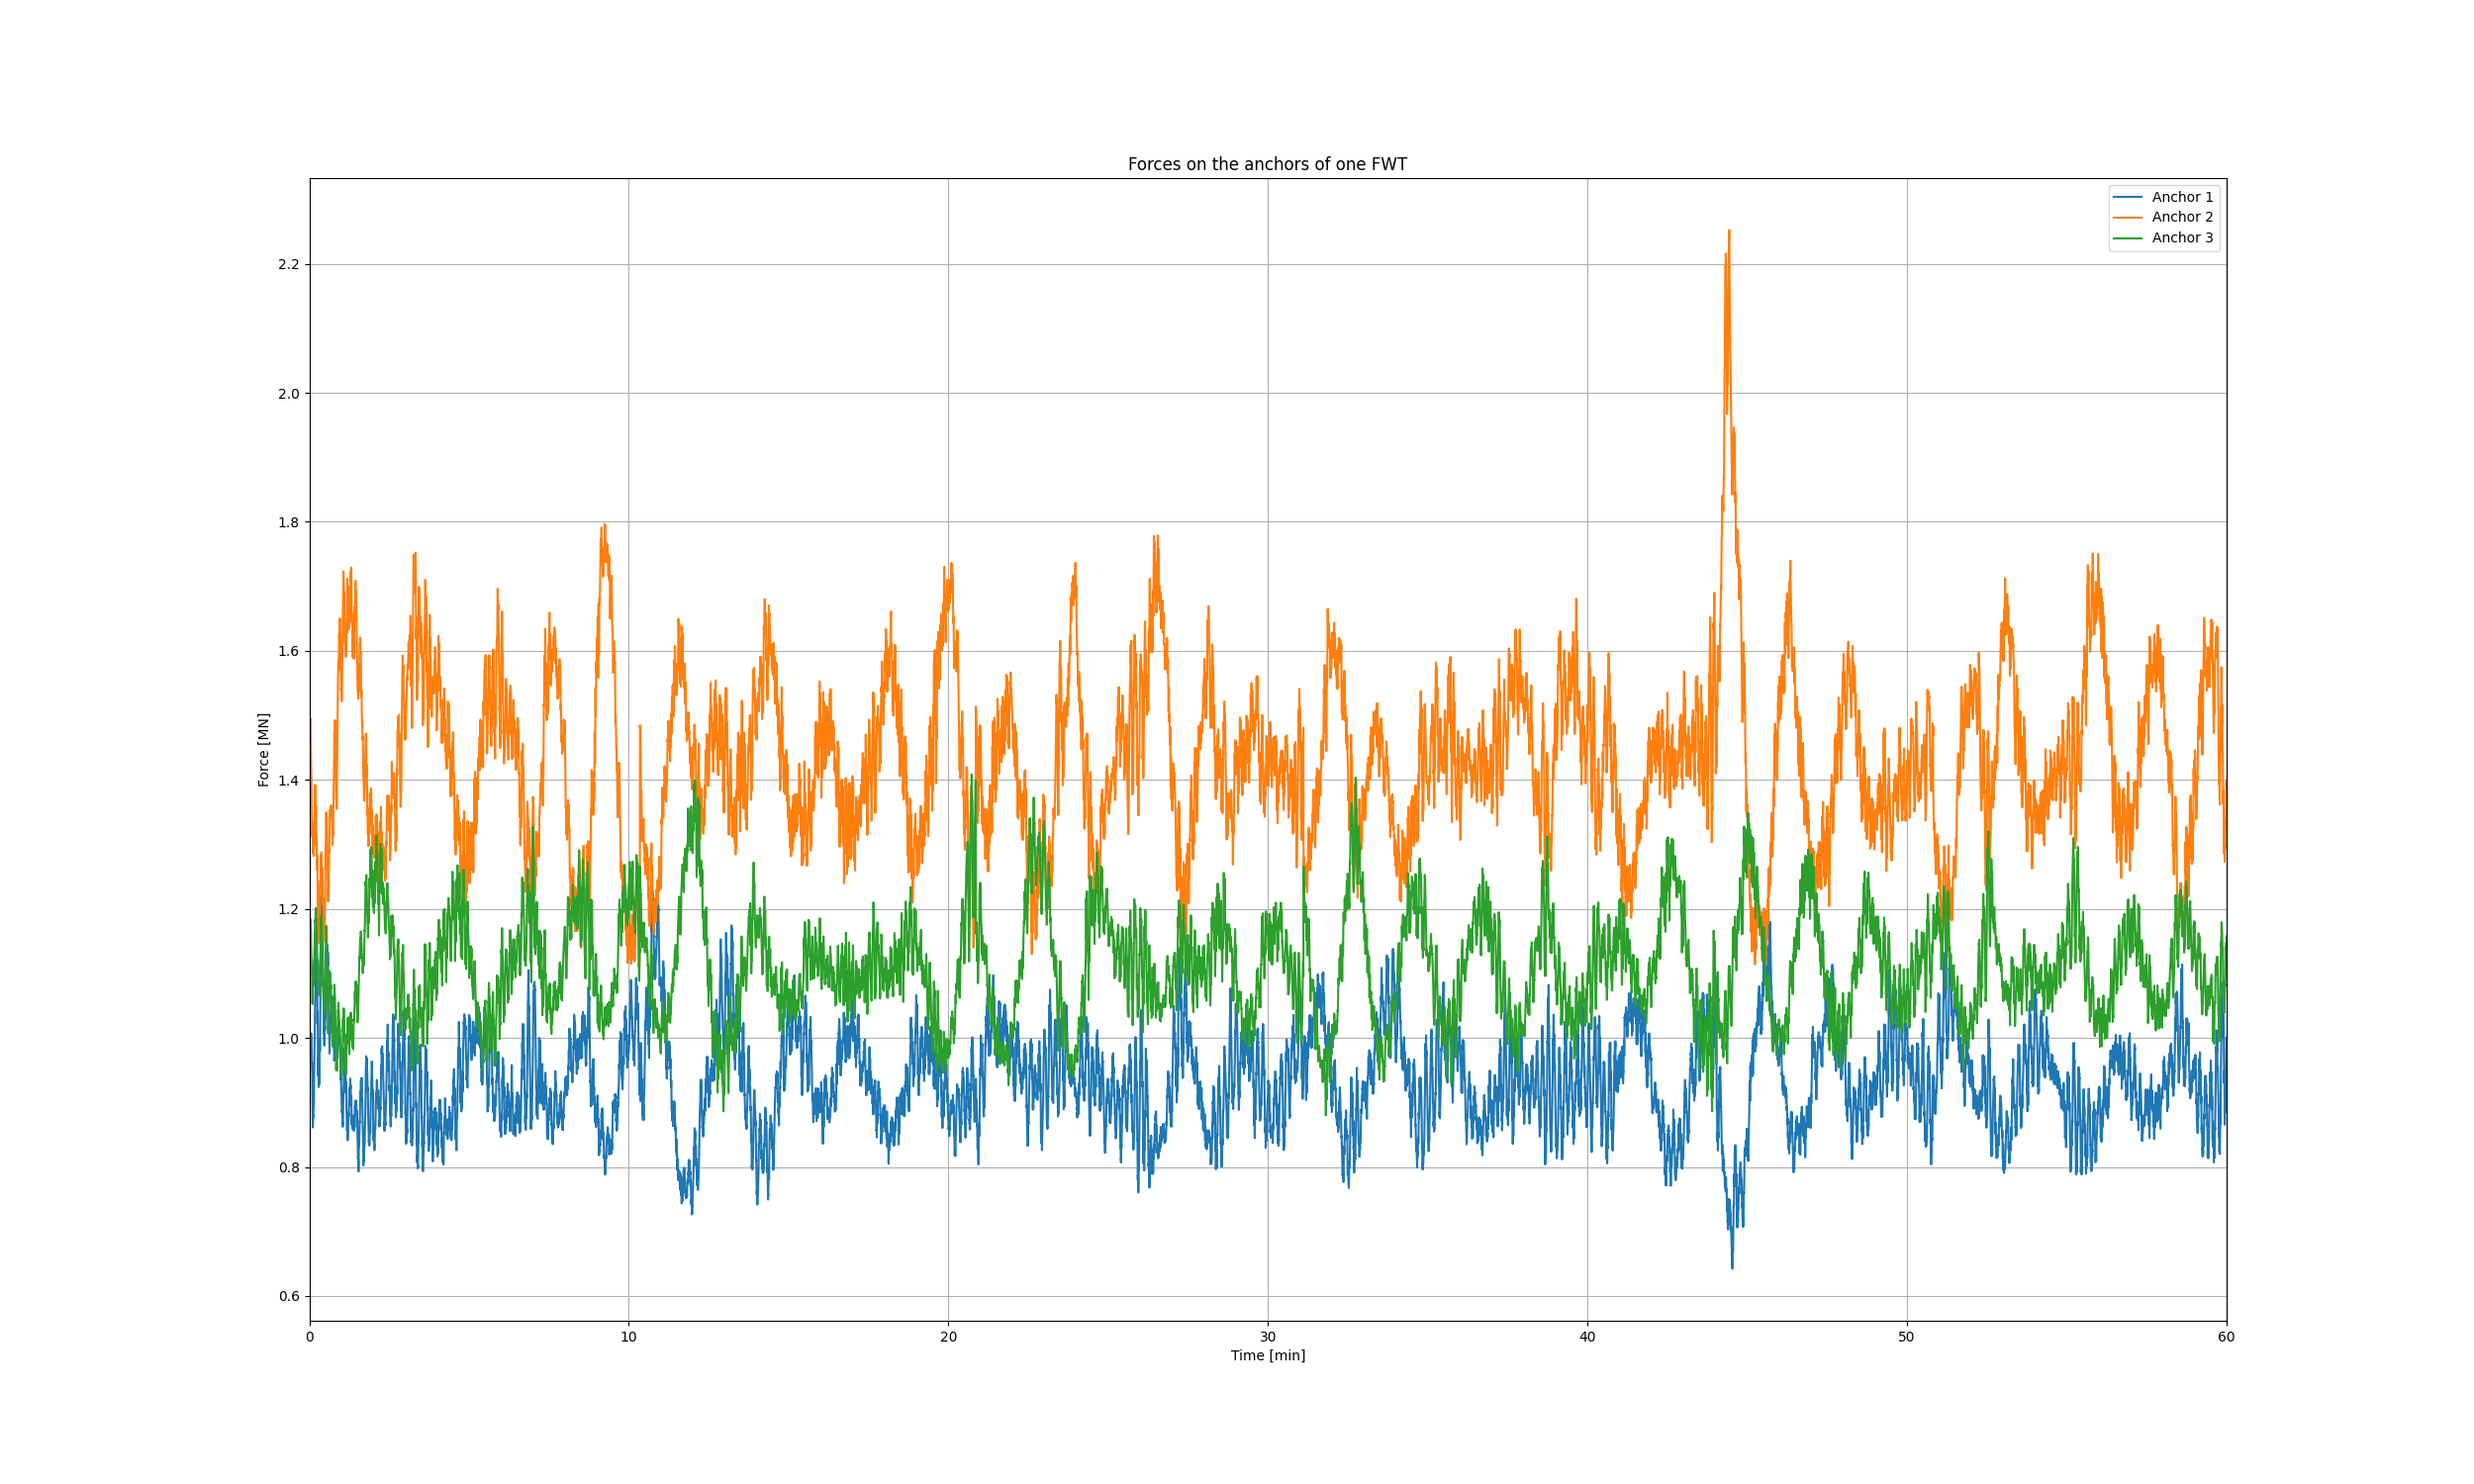 Forces on the anchors of one FWT
Anchor 1
Anchor 2
Anchor 3
Force [MN]
2.2
2.0
1.8
1.6
1.4
1.2
1.0
0.8
0.6
0 10 20 30 40 50 60
Time [min]